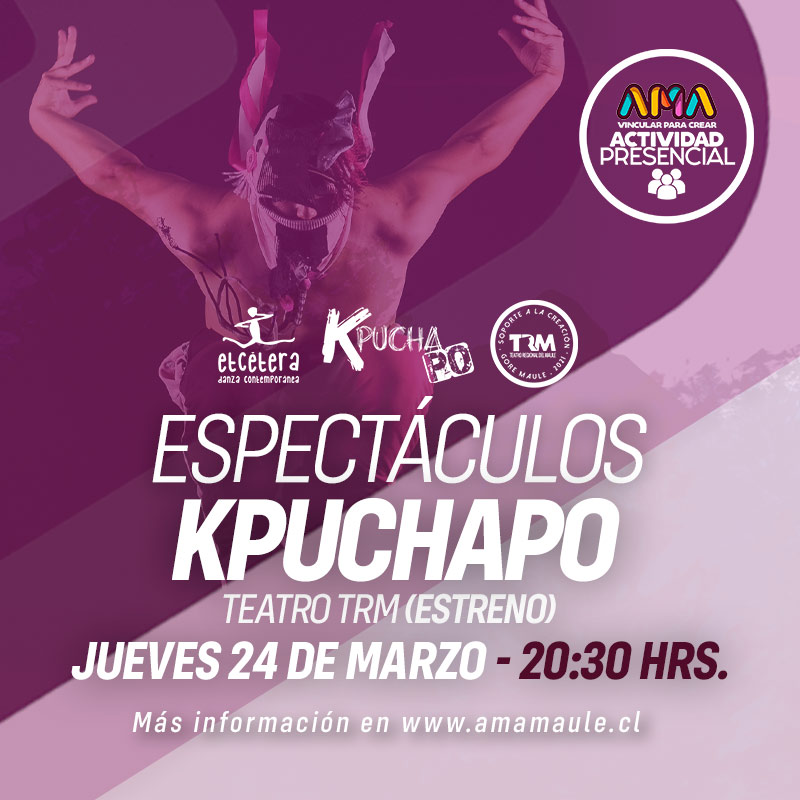 AMA
VINCULAR PARA CREAR
ACTIVIDAD
PRESENCIAL
etcétera
danza contemporanea
KPUCHA
PO
SOPORTE A LA CREACIÓN
TRM
TEATRO REGIONAL DEL MAULE
GORE MAULE - 2021
ESPECTÁCULOS
KPUCHAPO
TEATRO TRM (ESTRENO)
JUEVES 24 DE MARZO - 20:30 HRS.
Más información en www.amamaule.cl